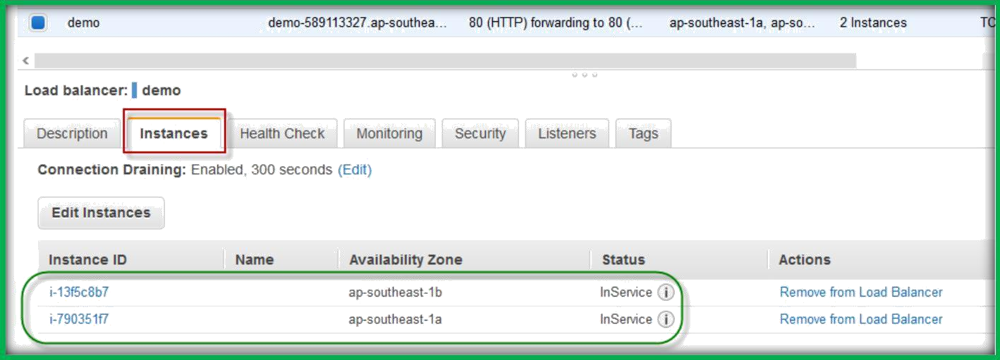 demo demo-589113327.ap-southea... 80 (HTTP) forwarding to 80 (... ap-southeast-1a, ap-so... 2 Instances TC
Load balancer: demo
Description Instances Health Check Monitoring Security Listeners Tags
Connection Draining: Enabled, 300 seconds (Edit)
Edit Instances
Instance ID Name Availability Zone Status Actions
i-13f5c8b7 ap-southeast-1b InService i Remove from Load Balancer
i-790351f7 ap-southeast-1a InService i Remove from Load Balancer